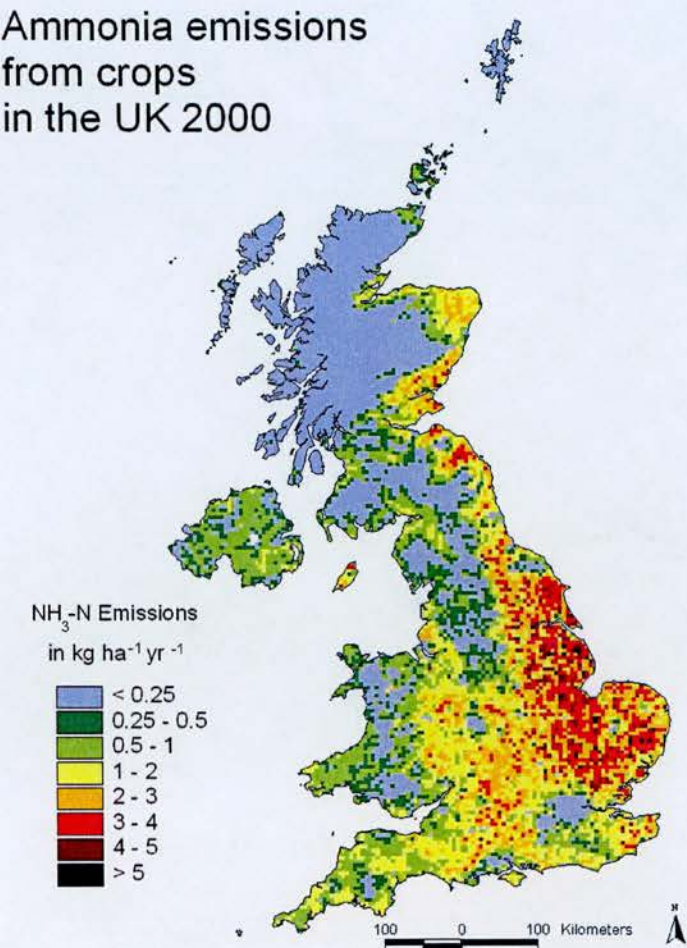 Ammonia emissions
from crops
in the UK 2000
NH₃-N Emissions
in kg ha⁻¹ yr ⁻¹
< 0.25
0.25 - 0.5
0.5 - 1
1 - 2
2 - 3
3 - 4
4 - 5
> 5
100 0 100 Kilometers
N